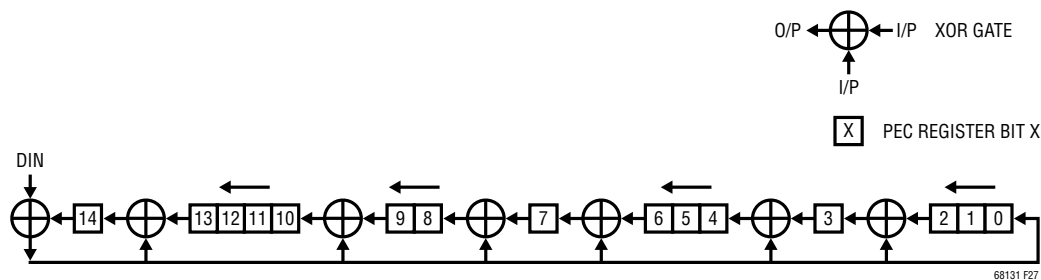 O/P I/P XOR GATE
I/P
X PEC REGISTER BIT X
DIN
14 13 12 11 10 9 8 7 6 5 4 3 2 1 0
68131 F27